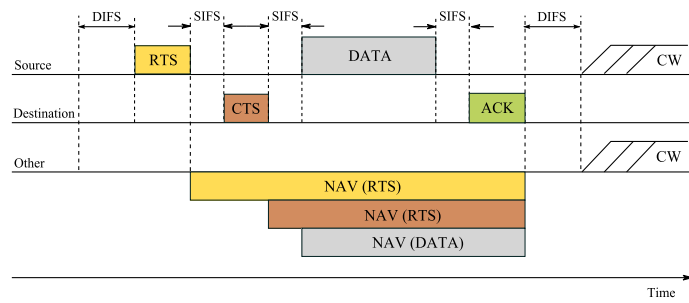 DIFS SIFS SIFS SIFS DIFS
Source RTS DATA CW
Destination CTS ACK
Other CW
NAV (RTS)
NAV (RTS)
NAV (DATA)
Time